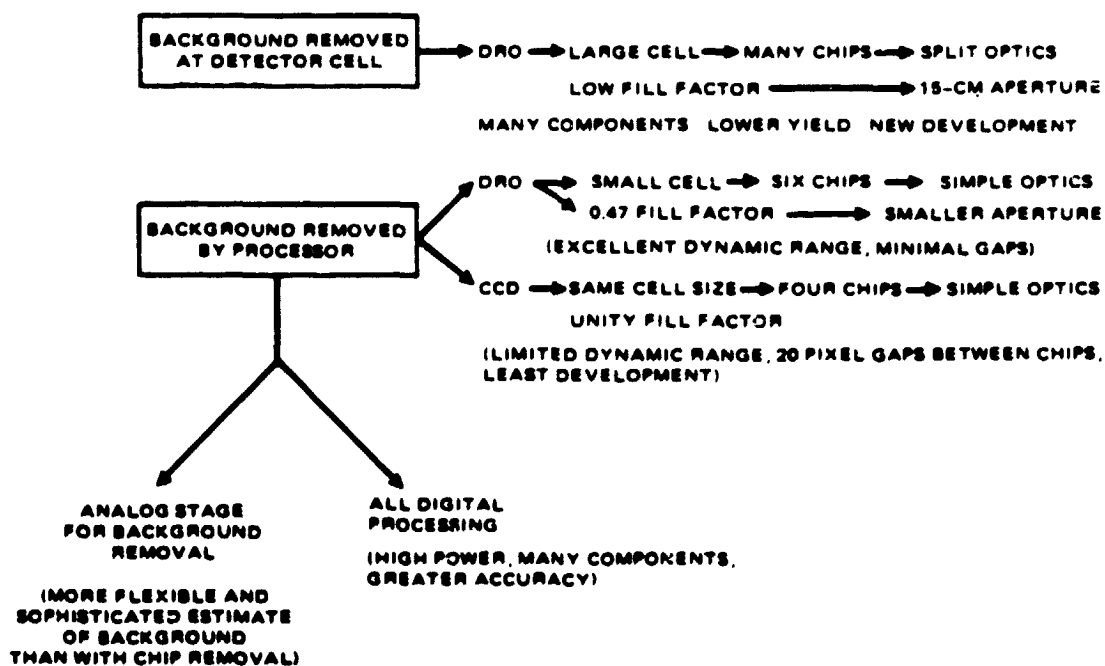 BACKGROUND REMOVED
AT DETECTOR CELL
DRO LARGE CELL MANY CHIPS SPLIT OPTICS
LOW FILL FACTOR 15-CM APERTURE
MANY COMPONENTS LOWER YIELD NEW DEVELOPMENT
BACKGROUND REMOVED
BY PROCESSOR
DRO SMALL CELL SIX CHIPS SIMPLE OPTICS
0.47 FILL FACTOR SMALLER APERTURE
(EXCELLENT DYNAMIC RANGE, MINIMAL GAPS)
CCD SAME CELL SIZE FOUR CHIPS SIMPLE OPTICS
UNITY FILL FACTOR
(LIMITED DYNAMIC RANGE, 20 PIXEL GAPS BETWEEN CHIPS,
LEAST DEVELOPMENT)
ANALOG STAGE
FOR BACKGROUND
REMOVAL
(MORE FLEXIBLE AND
SOPHISTICATED ESTIMATE
OF BACKGROUND
THAN WITH CHIP REMOVAL)
ALL DIGITAL
PROCESSING
(HIGH POWER, MANY COMPONENTS,
GREATER ACCURACY)